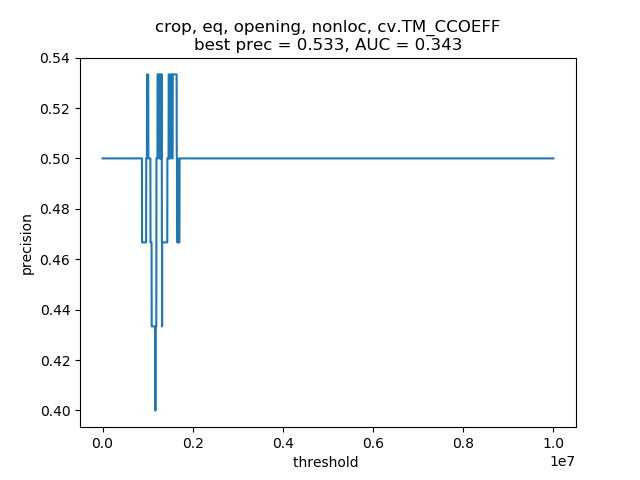 crop, eq, opening, nonloc, cv.TM_CCOEFF
best prec = 0.533, AUC = 0.343
0.54
0.52
0.50
0.48
0.46
0.44
0.42
0.40
precision
0.0 0.2 0.4 0.6 0.8 1.0
1e7
threshold